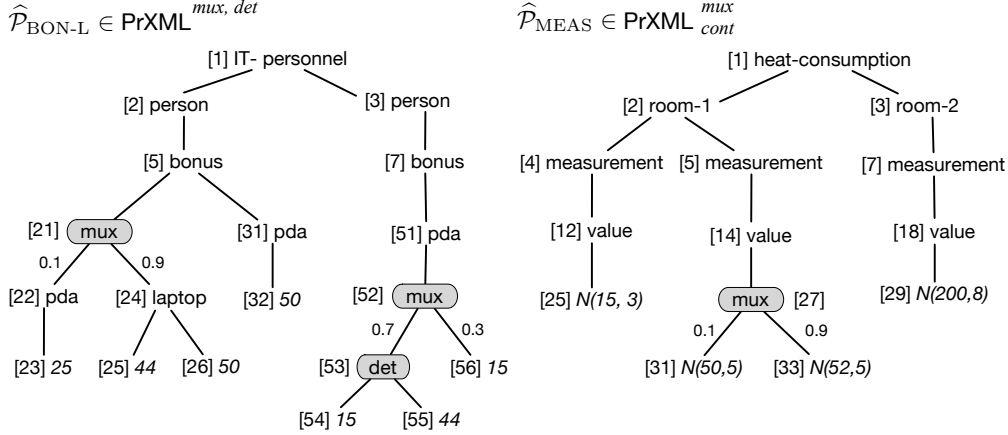 P̂BON-L ∈ PrXML mux, det
[1] IT- personnel
[2] person
[3] person
[5] bonus
[7] bonus
[21] mux
[31] pda
[51] pda
0.1
0.9
[22] pda
[24] laptop
[32] 50
[52] mux
0.7
0.3
[23] 25
[25] 44
[26] 50
[53] det
[56] 15
[54] 15
[55] 44
P̂MEAS ∈ PrXML mux cont
[1] heat-consumption
[2] room-1
[3] room-2
[4] measurement
[5] measurement
[7] measurement
[12] value
[14] value
[18] value
[25] N(15, 3)
mux [27]
[29] N(200,8)
0.1
0.9
[31] N(50,5)
[33] N(52,5)